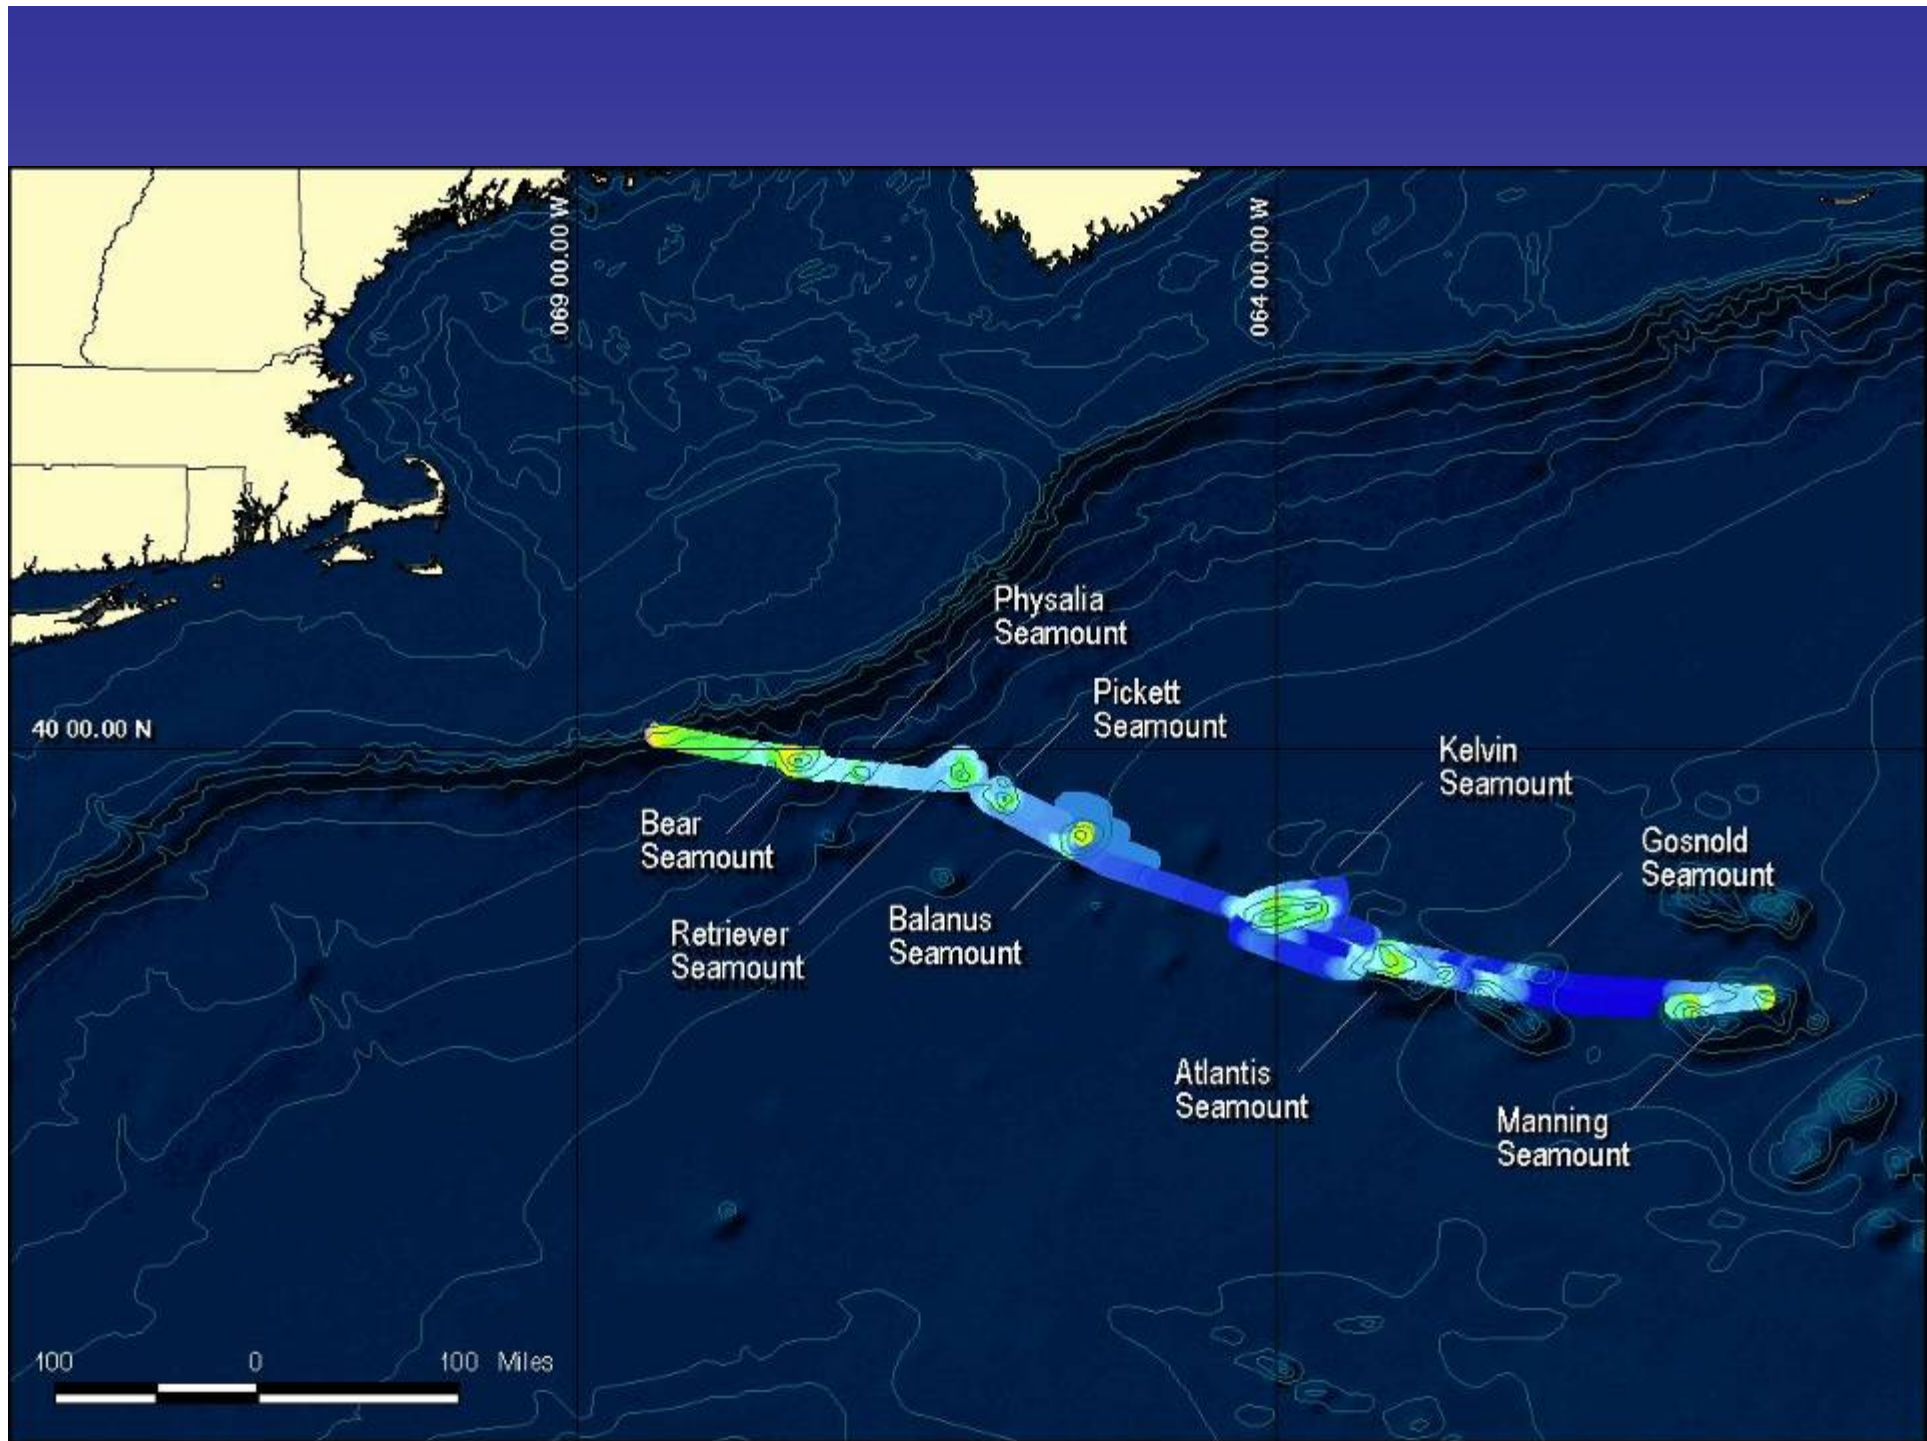 069 00.00 W
064 00.00 W
Physalia
Seamount
Pickett
Seamount
40 00.00 N
Kelvin
Seamount
Bear
Seamount
Gosnold
Seamount
Retriever
Seamount
Balanus
Seamount
Atlantis
Seamount
Manning
Seamount
100 0 100 Miles